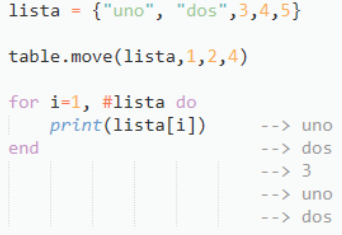 lista = {"uno", "dos",3,4,5}
table.move(lista,1,2,4)
for i=1, #lista do
print(lista[i]) --> uno
end --> dos
--> 3
--> uno
--> dos